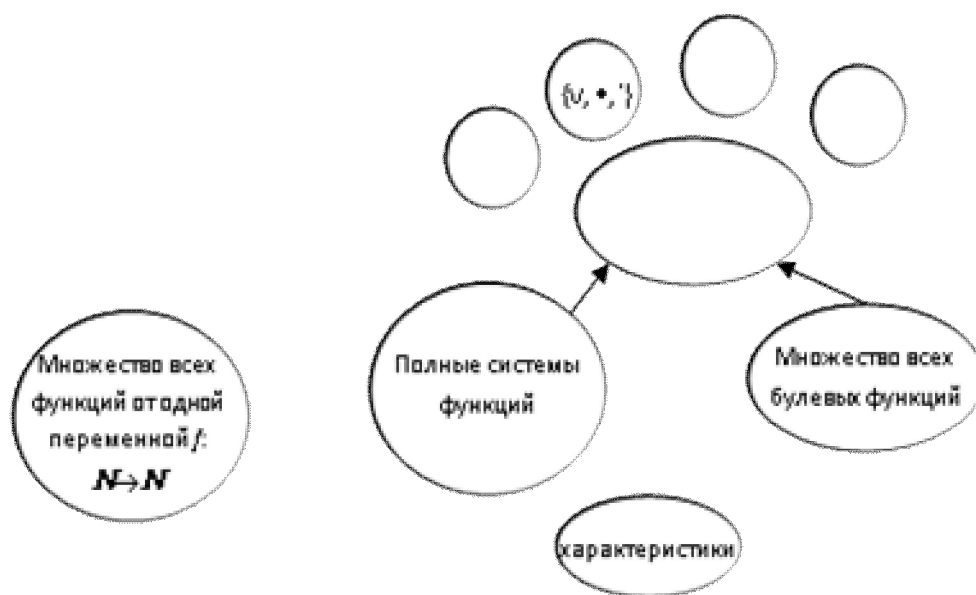 {v, •, '}
Множество всех
функций от одной
переменной f:
N→N
Полные системы
функций
Множество всех
булевых функций
характеристики